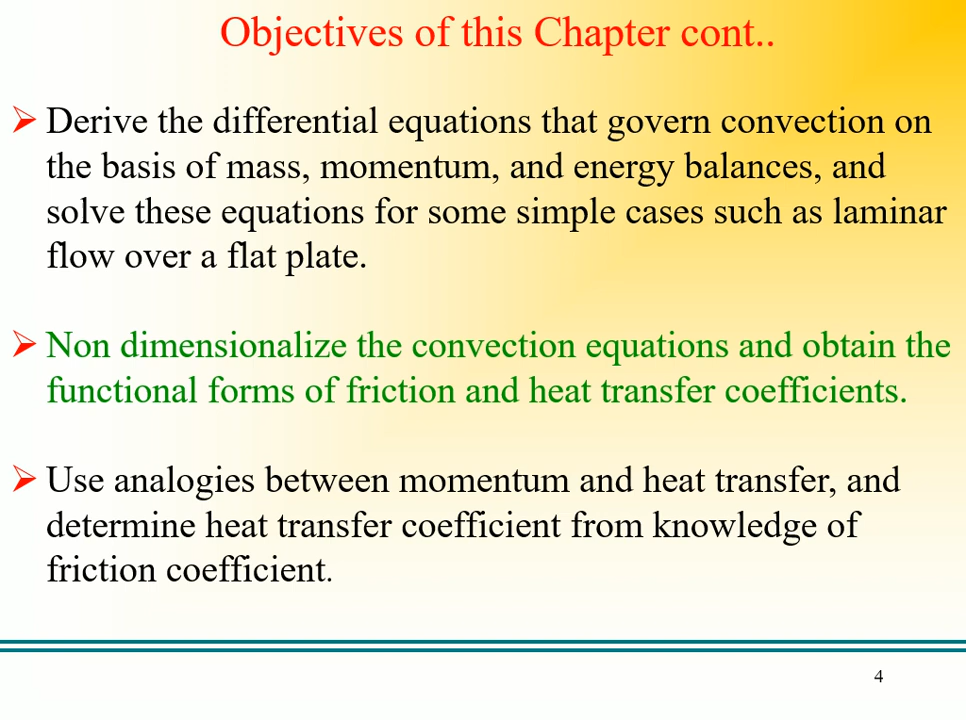 Objectives of this Chapter cont..
Derive the differential equations that govern convection on
the basis of mass, momentum, and energy balances, and
solve these equations for some simple cases such as laminar
flow over a flat plate.
Non dimensionalize the convection equations and obtain the
functional forms of friction and heat transfer coefficients.
Use analogies between momentum and heat transfer, and
determine heat transfer coefficient from knowledge of
friction coefficient.
4